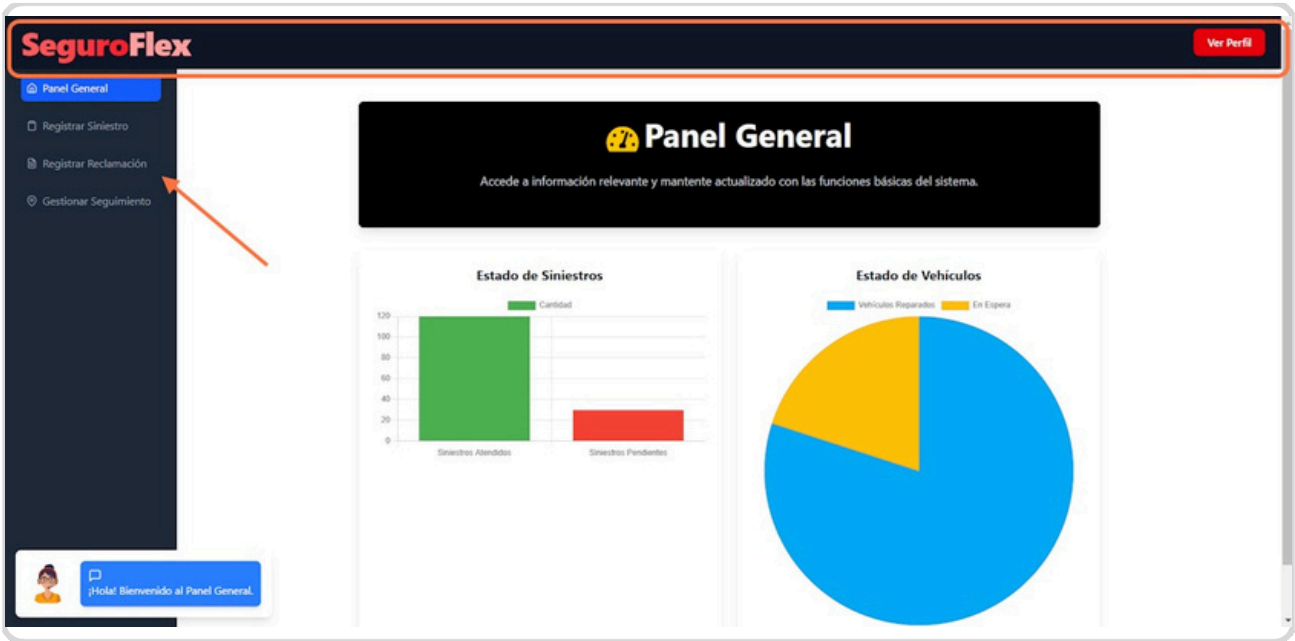 SeguroFlex
Ver Perfil
Panel General
Registrar Siniestro
Registrar Reclamación
Gestionar Seguimiento
Panel General
Accede a información relevante y mantente actualizado con las funciones básicas del sistema.
Estado de Siniestros
Cantidad
120
100
80
60
40
20
0
Siniestros Atendidos
Siniestros Pendientes
Estado de Vehículos
Vehículos Reparados
En Espera
¡Hola! Bienvenido al Panel General.